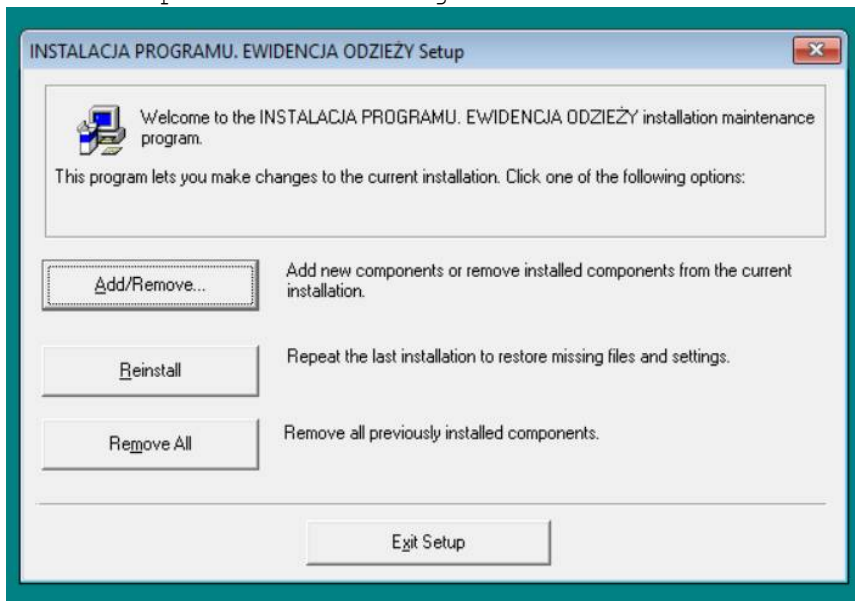 INSTALACJA PROGRAMU. EWIDENCJA ODZIEŻY Setup
Welcome to the INSTALACJA PROGRAMU. EWIDENCJA ODZIEŻY installation maintenance
program.
This program lets you make changes to the current installation. Click one of the following options:
Add/Remove...
Add new components or remove installed components from the current
installation.
Reinstall
Repeat the last installation to restore missing files and settings.
Remove All
Remove all previously installed components.
Exit Setup